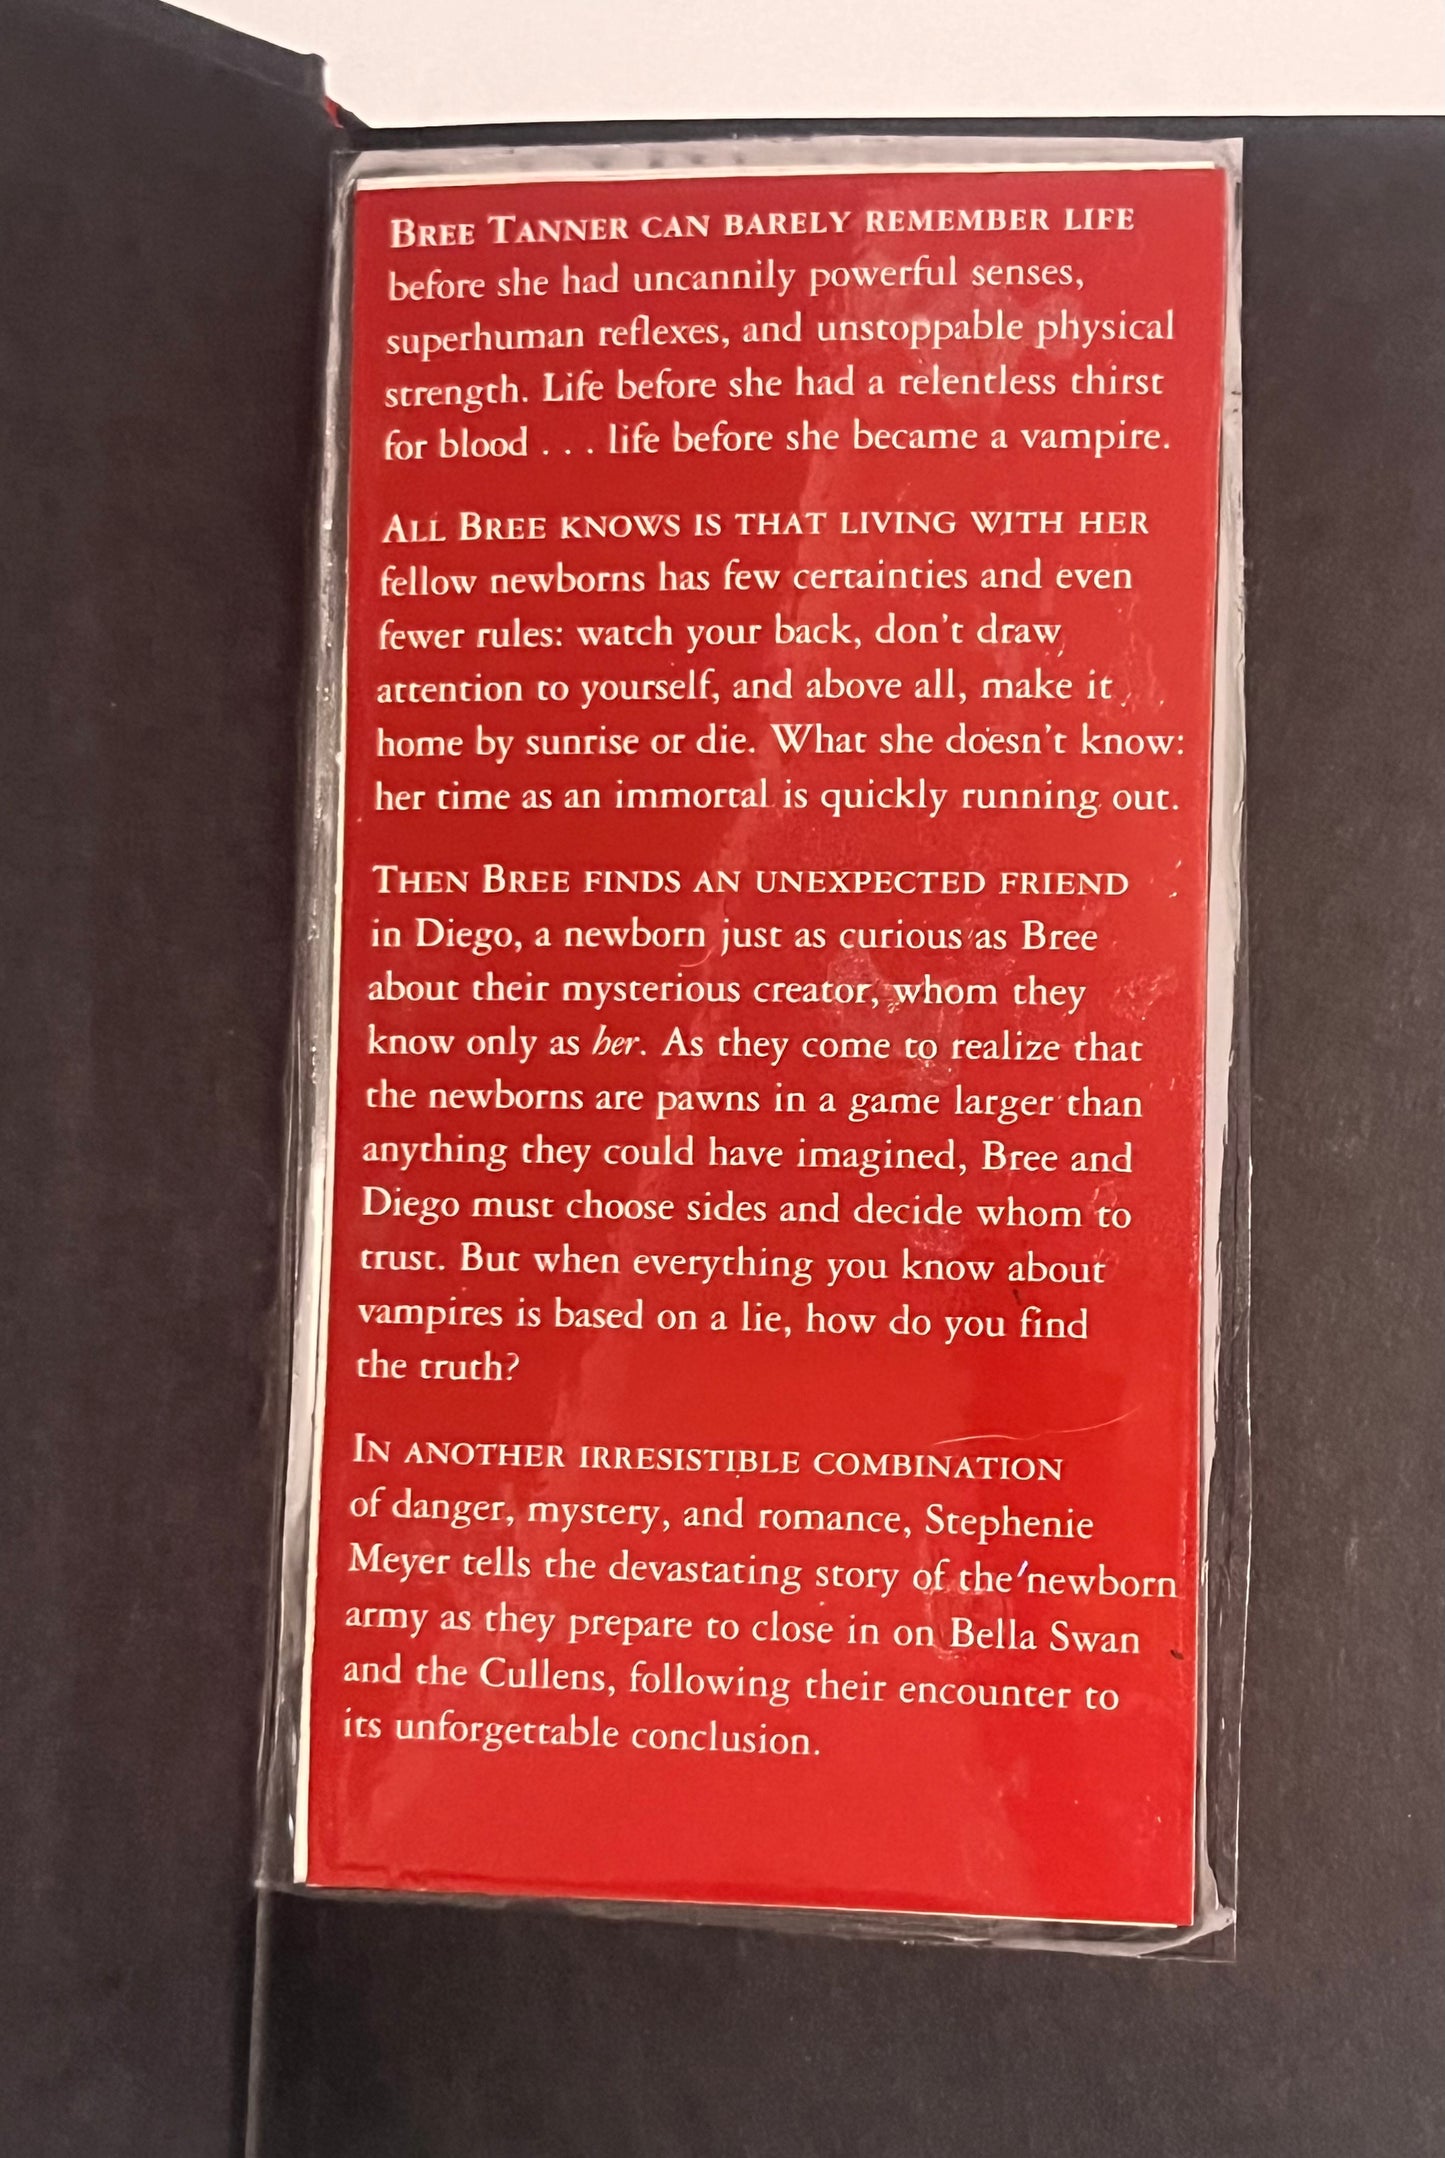 BREE TANNER CAN BARELY REMEMBER LIFE
before she had uncannily powerful senses,
superhuman reflexes, and unstoppable physical
strength. Life before she had a relentless thirst
for blood . . . life before she became a vampire.
ALL BREE KNOWS IS THAT LIVING WITH HER
fellow newborns has few certainties and even
fewer rules: watch your back, don't draw
attention to yourself, and above all, make it
home by sunrise or die. What she doesn't know:
her time as an immortal is quickly running out.
THEN BREE FINDS AN UNEXPECTED FRIEND
in Diego, a newborn just as curious as Bree
about their mysterious creator, whom they
know only as her. As they come to realize that
the newborns are pawns in a game larger than
anything they could have imagined, Bree and
Diego must choose sides and decide whom to
trust. But when everything you know about
vampires is based on a lie, how do you find
the truth?
IN ANOTHER IRRESISTIBLE COMBINATION
of danger, mystery, and romance, Stephenie
Meyer tells the devastating story of the newborn
army as they prepare to close in on Bella Swan
and the Cullens, following their encounter to
its unforgettable conclusion.